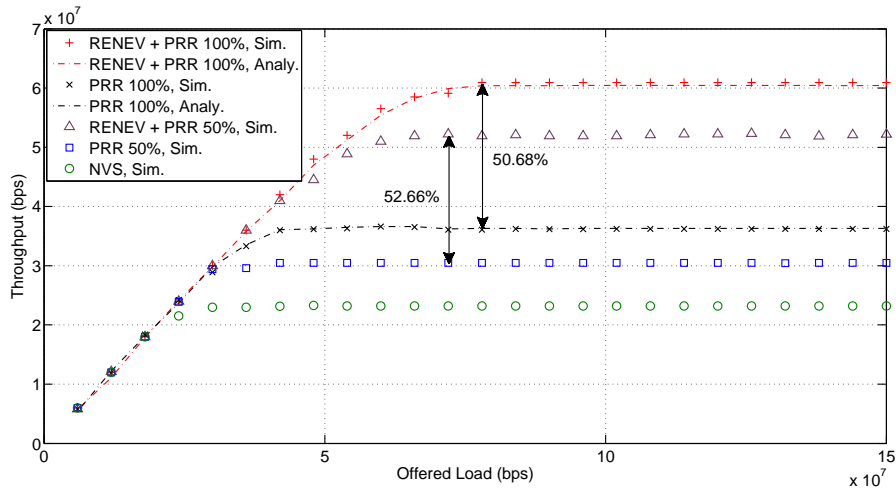 x 10^7
7
6
5
4
3
2
1
0
Throughput (bps)
RENEV + PRR 100%, Sim.
RENEV + PRR 100%, Analy.
PRR 100%, Sim.
PRR 100%, Analy.
RENEV + PRR 50%, Sim.
PRR 50%, Sim.
NVS, Sim.
50.68%
52.66%
0
5
10
15
Offered Load (bps)
x 10^7